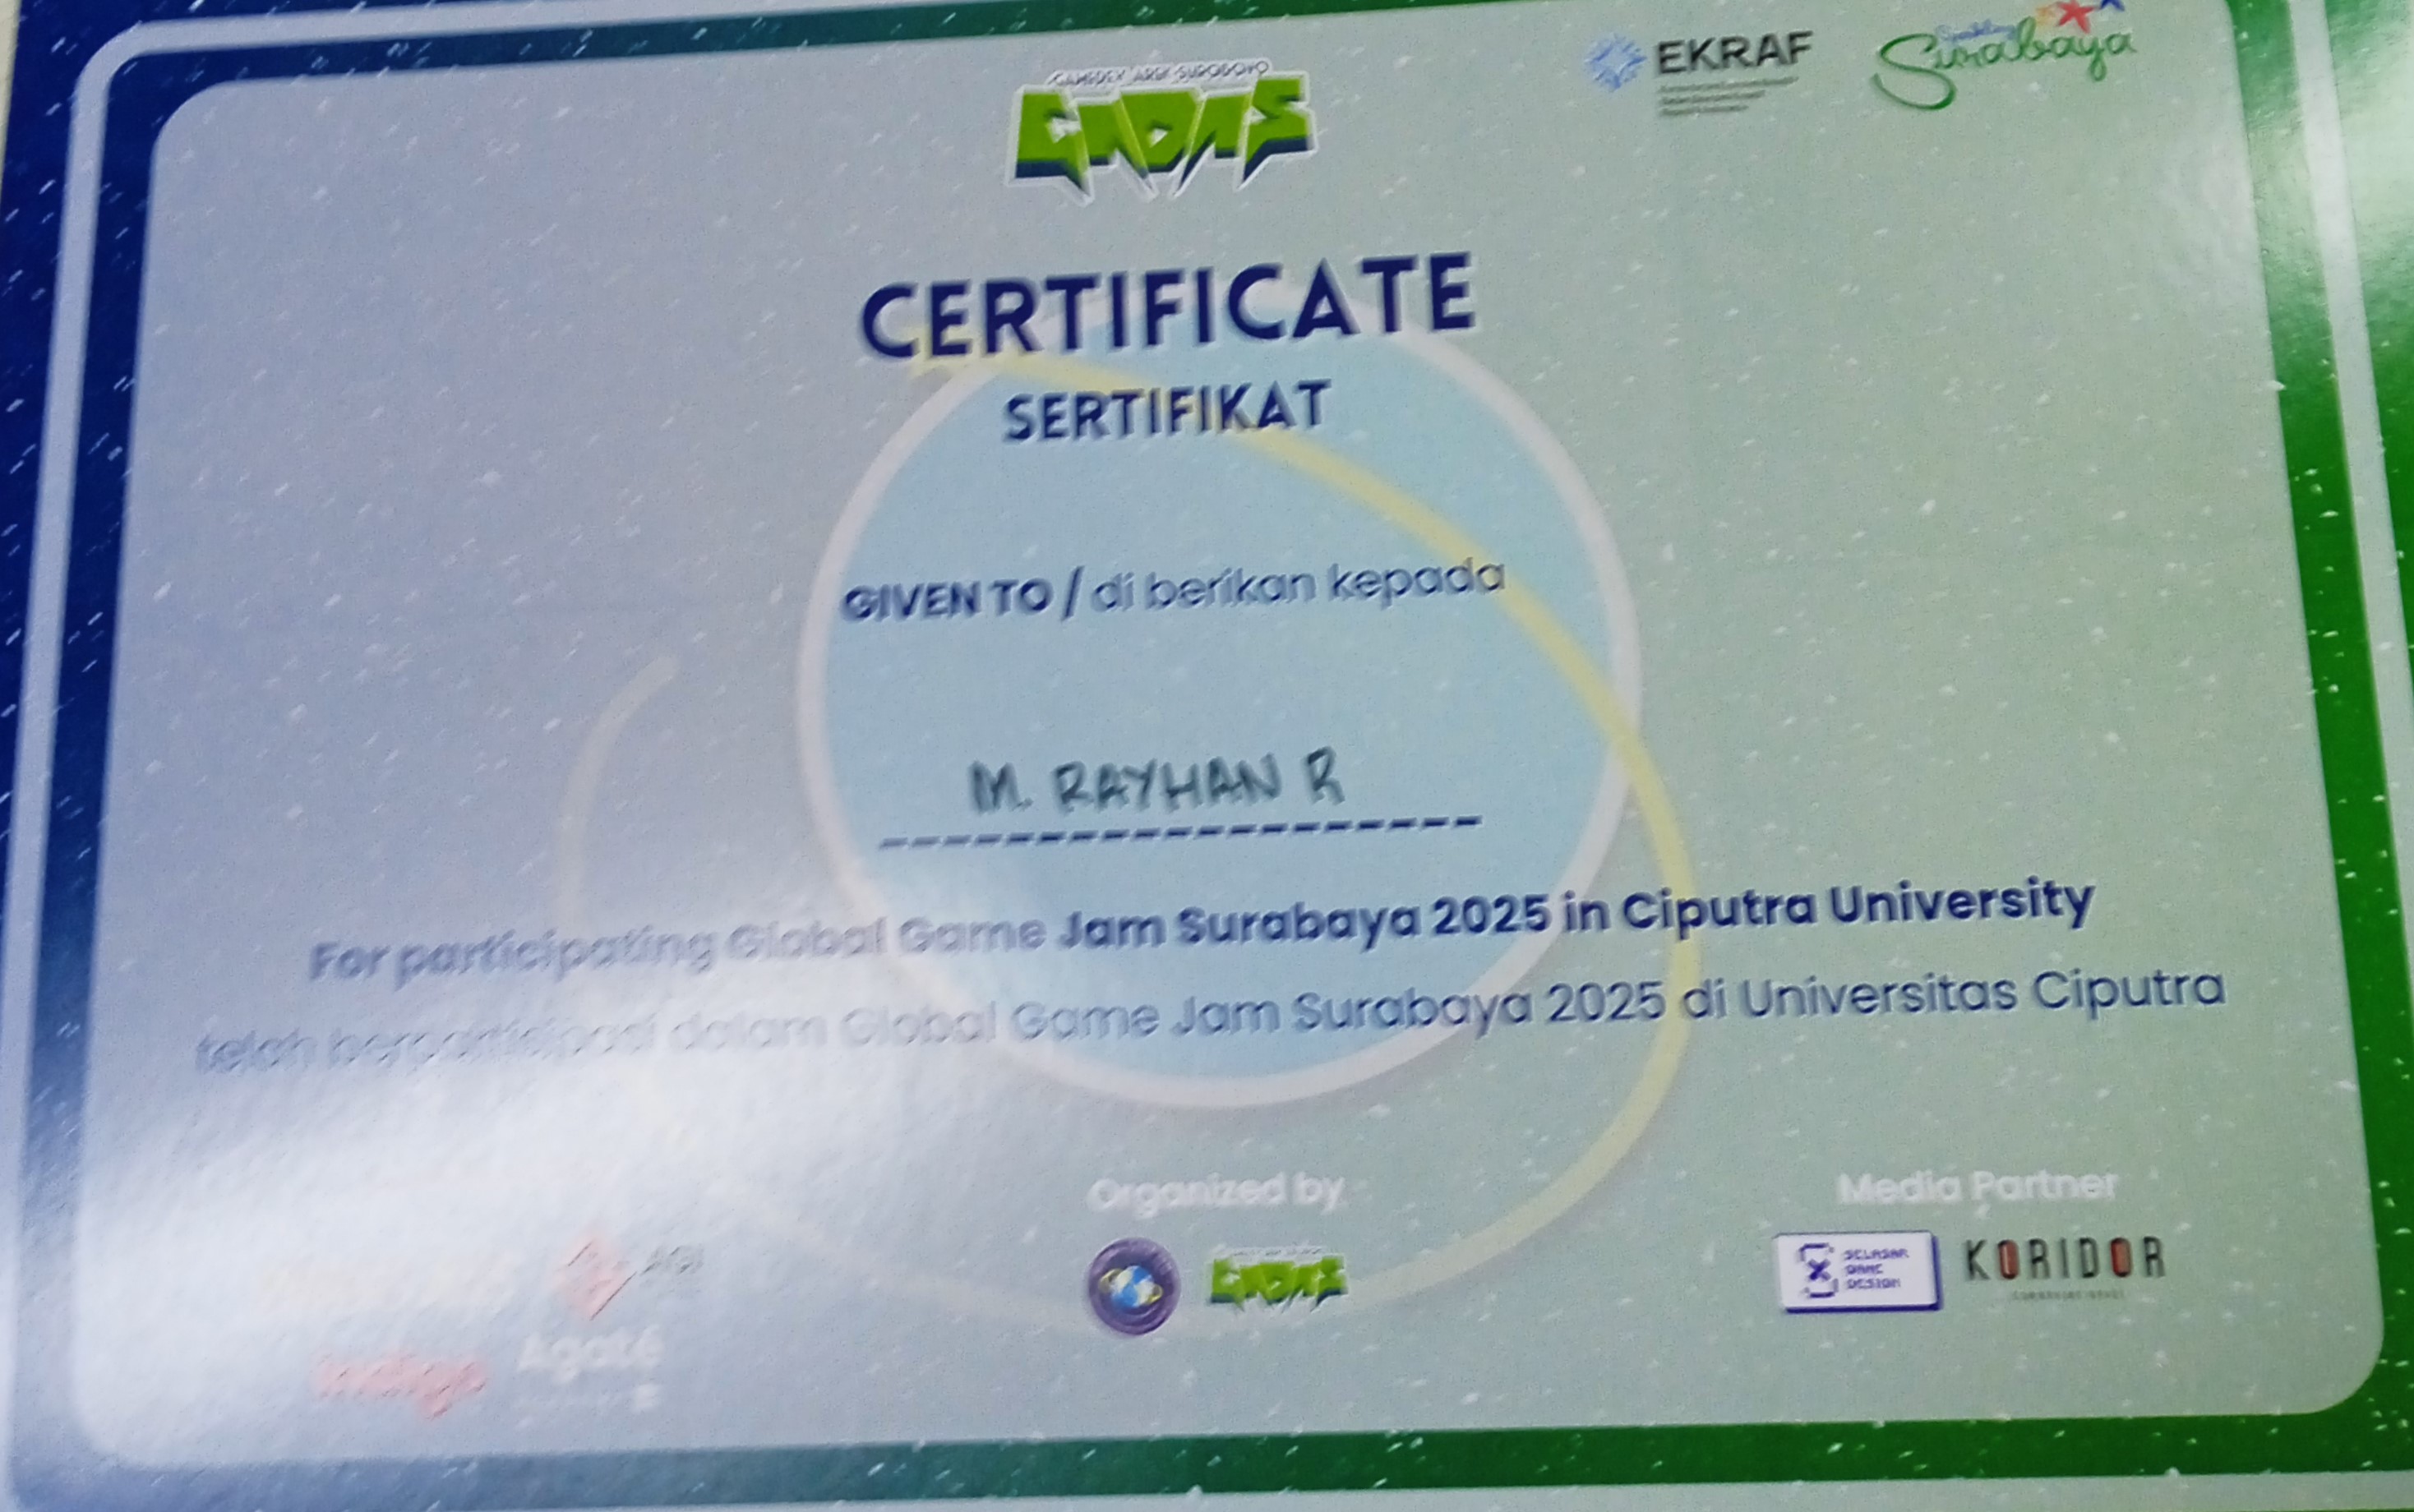 GAMEDEV AREK SUROBOYO
GADAS
EKRAF
Surabaya
CERTIFICATE
SERTIFIKAT
GIVEN TO / di berikan kepada
M. RAYHAN R
For participating Global Game Jam Surabaya 2025 in Ciputra University
telah berpartisipasi dalam Global Game Jam Surabaya 2025 di Universitas Ciputra
Organized by
Media Partner
AGI
GADAS
SELASAR
GAME
DESIGN
KORIDOR
indigo
Agate